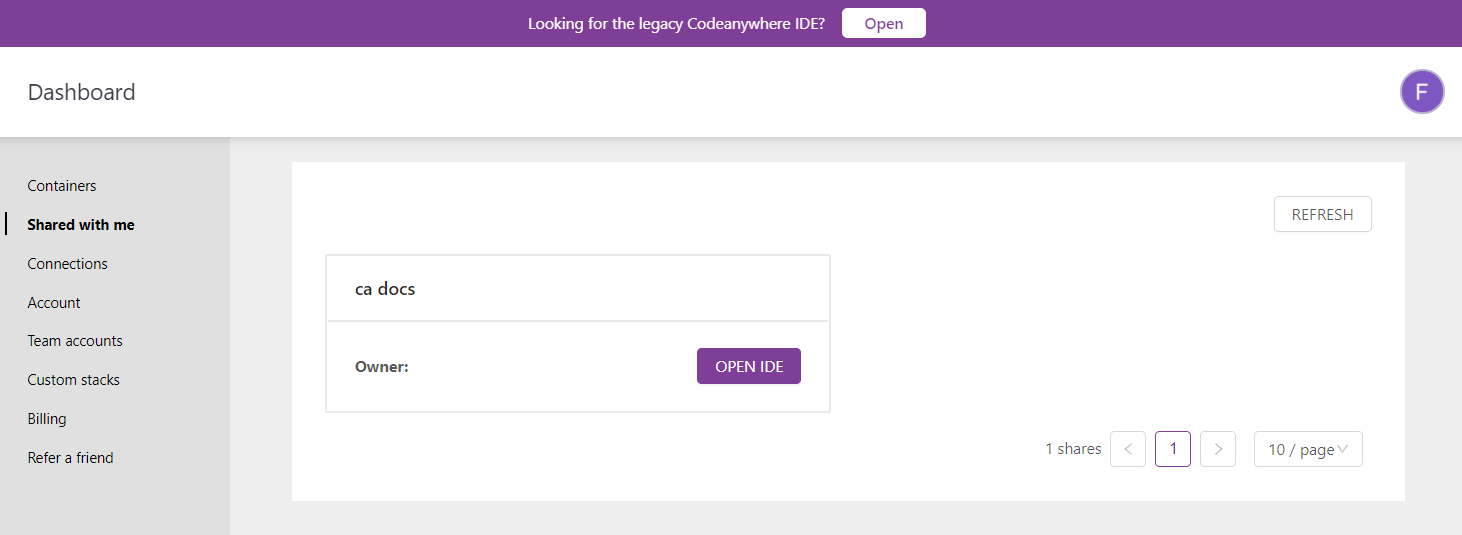 Looking for the legacy Codeanywhere IDE? Open
Dashboard
F
Containers
Shared with me
Connections
Account
Team accounts
Custom stacks
Billing
Refer a friend
REFRESH
ca docs
Owner: OPEN IDE
1 shares < 1 > 10 / page